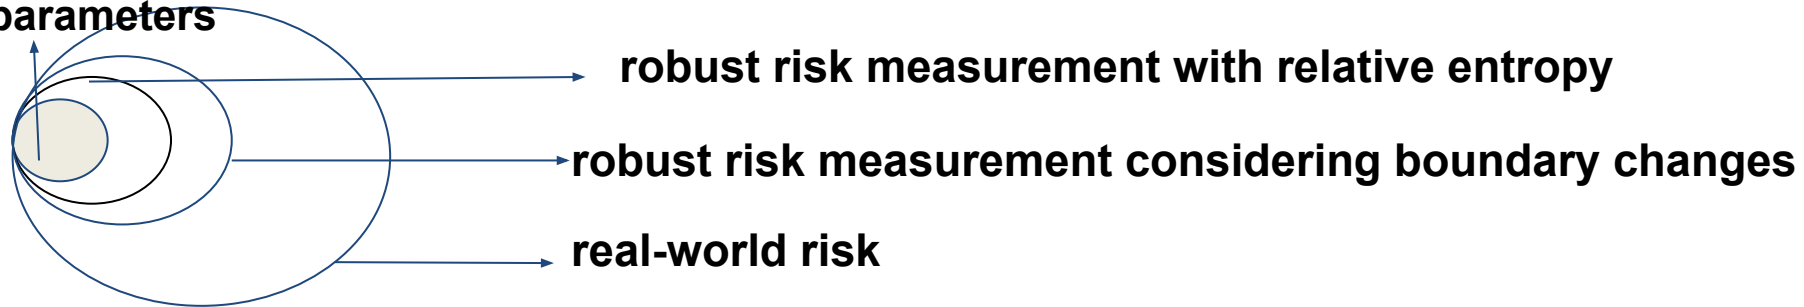 parameters
robust risk measurement with relative entropy
robust risk measurement considering boundary changes
real-world risk